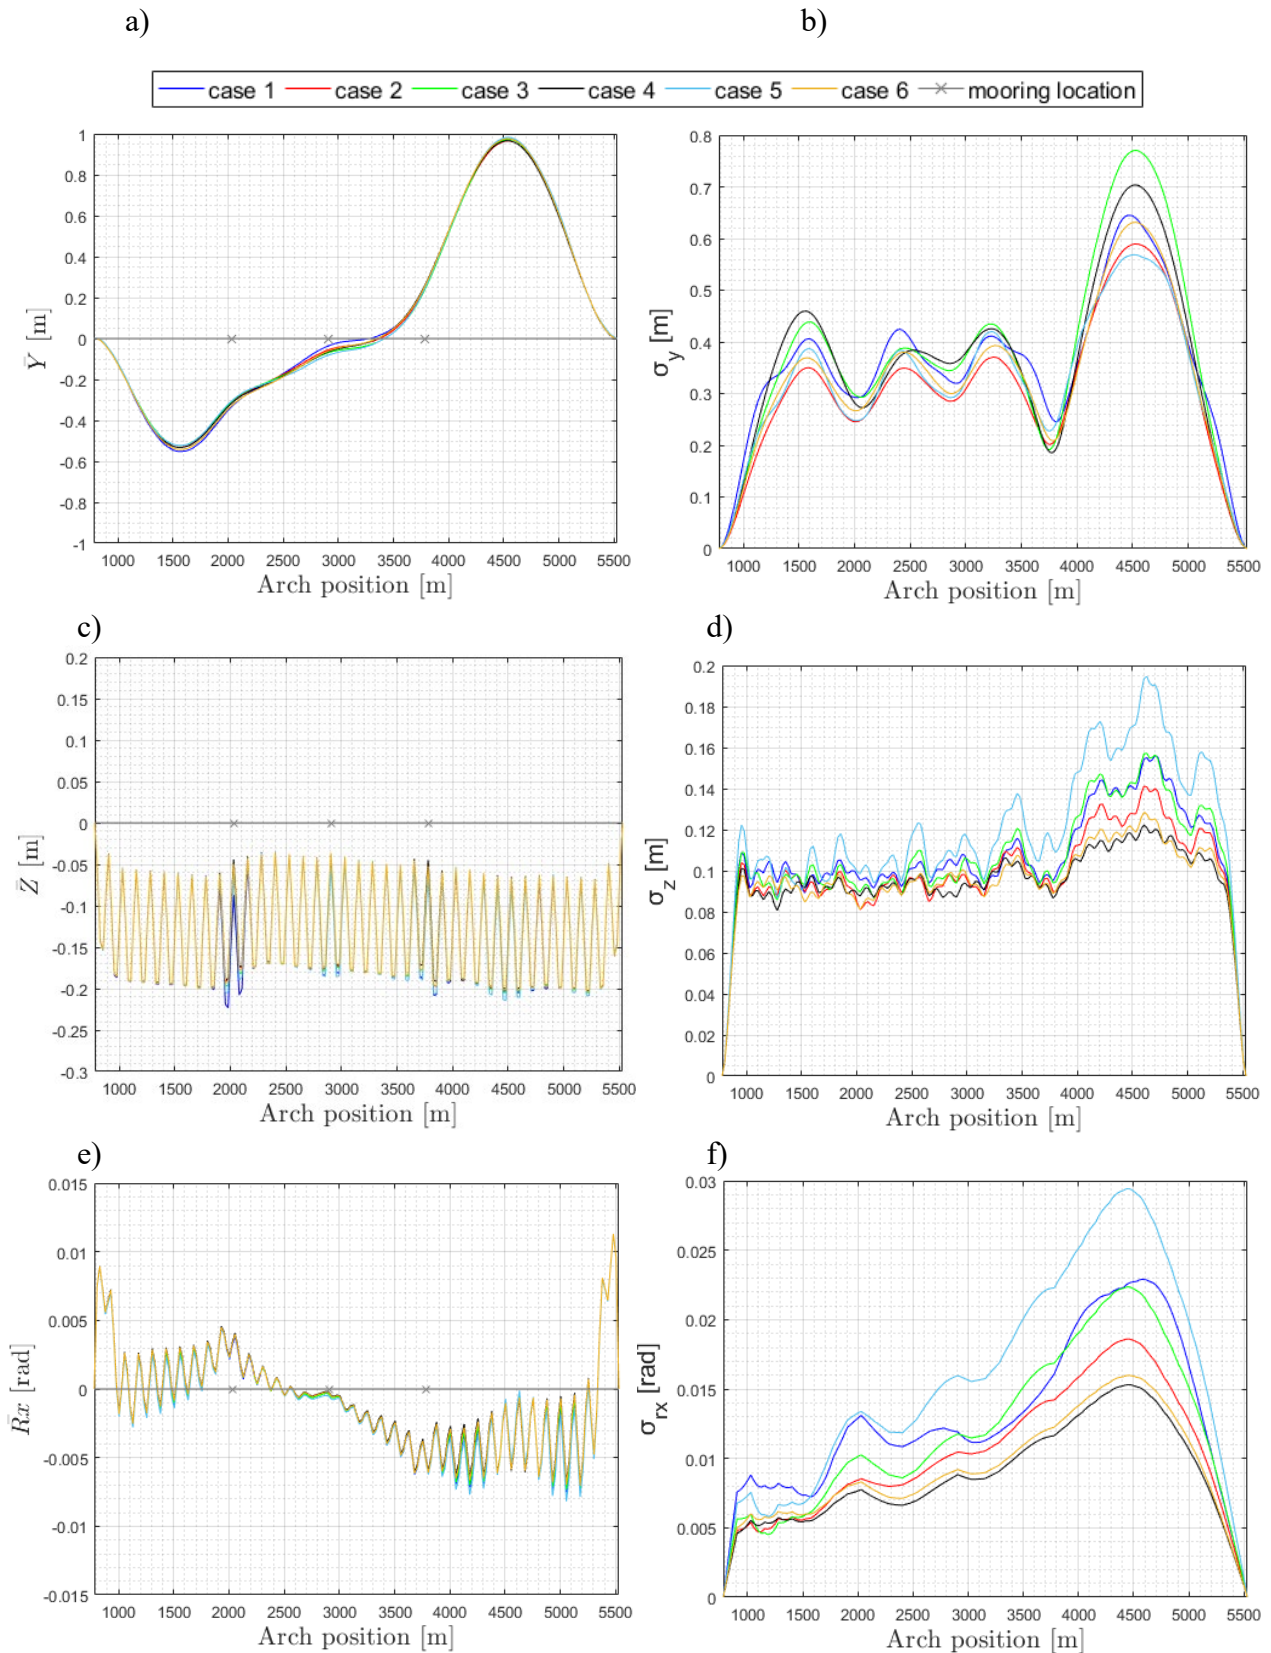 a) b)
case 1 case 2 case 3 case 4 case 5 case 6 mooring location
1
0.8
0.6
0.4
0.2
0
-0.2
-0.4
-0.6
-0.8
-1
Ȳ [m]
1000 1500 2000 2500 3000 3500 4000 4500 5000 5500
Arch position [m]
0.8
0.7
0.6
0.5
0.4
0.3
0.2
0.1
0
σy [m]
1000 1500 2000 2500 3000 3500 4000 4500 5000 5500
Arch position [m]
c) d)
0.2
0.15
0.1
0.05
0
-0.05
-0.1
-0.15
-0.2
-0.25
-0.3
Z̄ [m]
1000 1500 2000 2500 3000 3500 4000 4500 5000 5500
Arch position [m]
0.2
0.18
0.16
0.14
0.12
0.1
0.08
0.06
0.04
0.02
0
σz [m]
1000 1500 2000 2500 3000 3500 4000 4500 5000 5500
Arch position [m]
e) f)
0.015
0.01
0.005
0
-0.005
-0.01
-0.015
R̄x [rad]
1000 1500 2000 2500 3000 3500 4000 4500 5000 5500
Arch position [m]
0.03
0.025
0.02
0.015
0.01
0.005
0
σrx [rad]
1000 1500 2000 2500 3000 3500 4000 4500 5000 5500
Arch position [m]